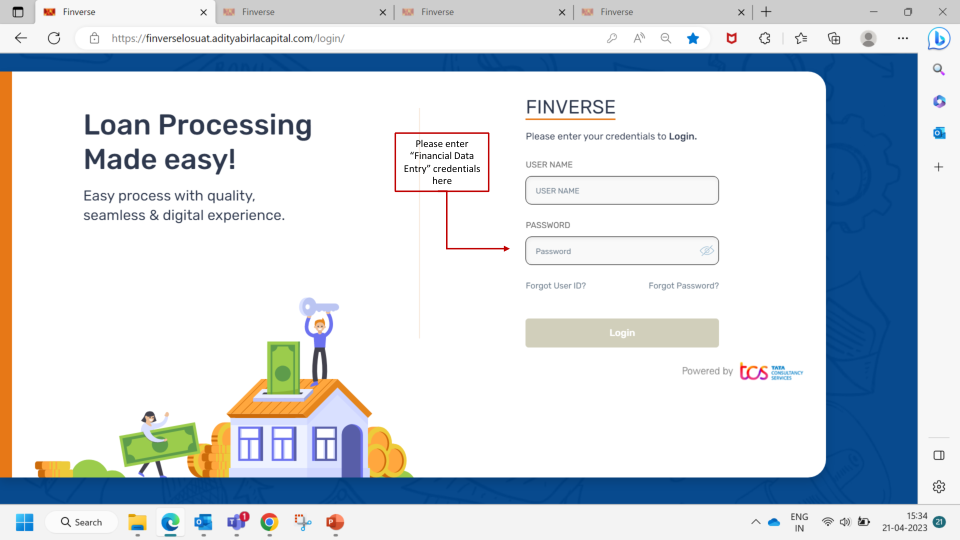 Finverse
Finverse
Finverse
Finverse
https://finverselosuat.adityabirlacapital.com/login/
Loan Processing
Made easy!
Easy process with quality,
seamless & digital experience.
Please enter
“Financial Data
Entry” credentials
here
FINVERSE
Please enter your credentials to Login.
USER NAME
USER NAME
PASSWORD
Password
Forgot User ID? Forgot Password?
Login
Powered by tcs TATA
CONSULTANCY
SERVICES
Search
1
ENG
IN
15:34
21-04-2023
21